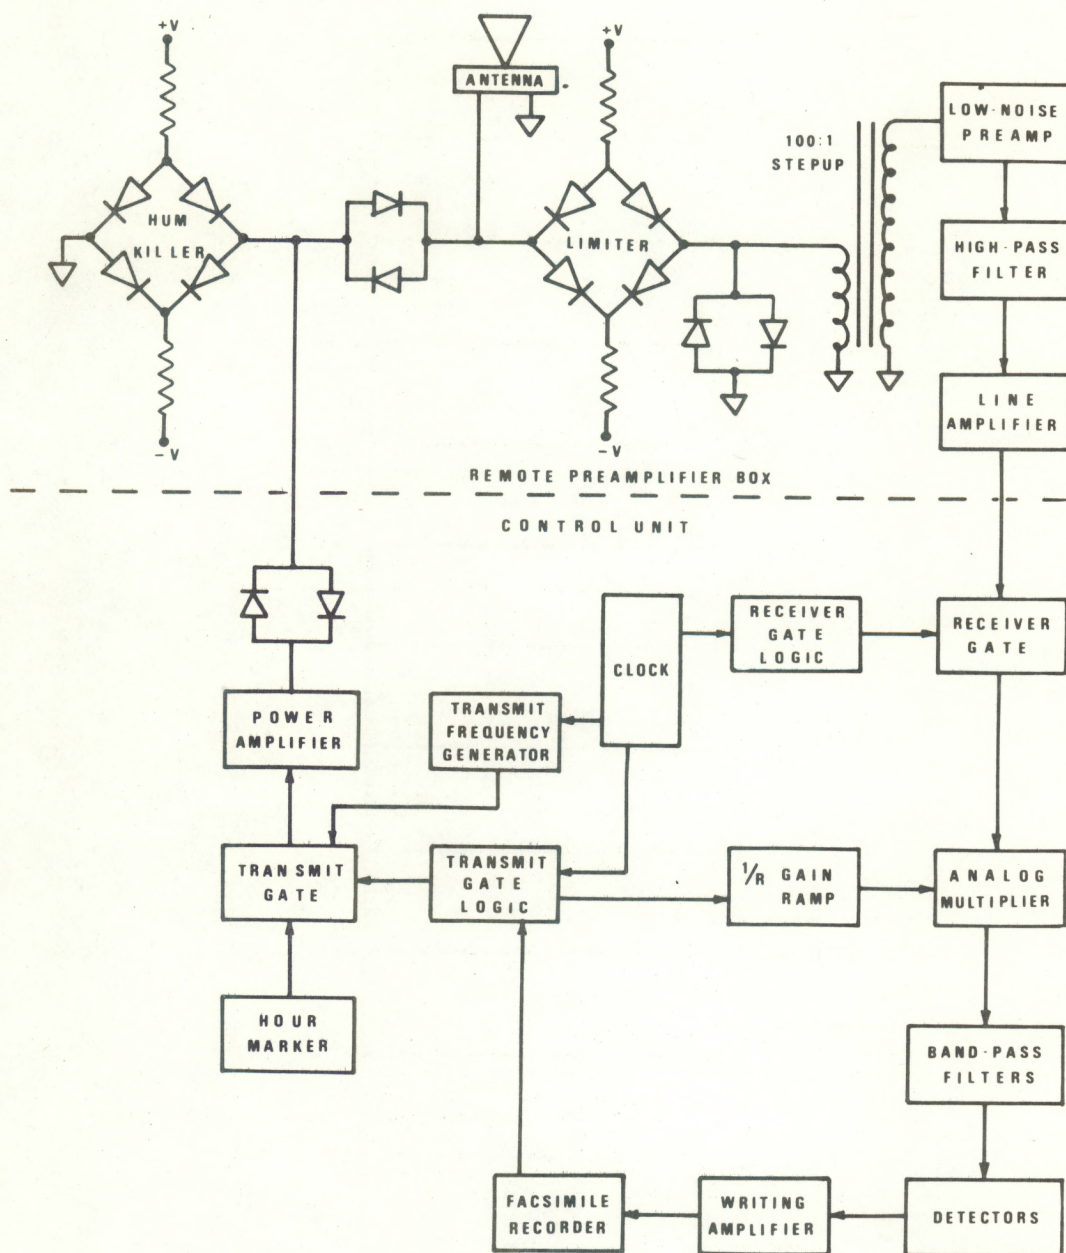 +V
+V
ANTENNA
LOW-NOISE
PREAMP
100:1
STEPUP
HUM
KILLER
LIMITER
HIGH-PASS
FILTER
LINE
AMPLIFIER
-V
-V
REMOTE PREAMPLIFIER BOX
CONTROL UNIT
CLOCK
RECEIVER
GATE
LOGIC
RECEIVER
GATE
POWER
AMPLIFIER
TRANSMIT
FREQUENCY
GENERATOR
TRANSMIT
GATE
TRANSMIT
GATE
LOGIC
1/R GAIN
RAMP
ANALOG
MULTIPLIER
HOUR
MARKER
BAND-PASS
FILTERS
FACSIMILE
RECORDER
WRITING
AMPLIFIER
DETECTORS